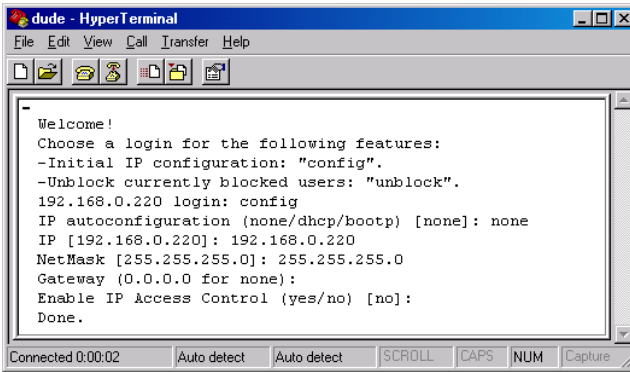 dude - HyperTerminal
File Edit View Call Transfer Help
Welcome!
Choose a login for the following features:
-Initial IP configuration: "config".
-Unblock currently blocked users: "unblock".
192.168.0.220 login: config
IP autoconfiguration (none/dhcp/bootp) [none]: none
IP [192.168.0.220]: 192.168.0.220
NetMask [255.255.255.0]: 255.255.255.0
Gateway (0.0.0.0 for none):
Enable IP Access Control (yes/no) [no]:
Done.
Connected 0:00:02 Auto detect Auto detect SCROLL CAPS NUM Capture